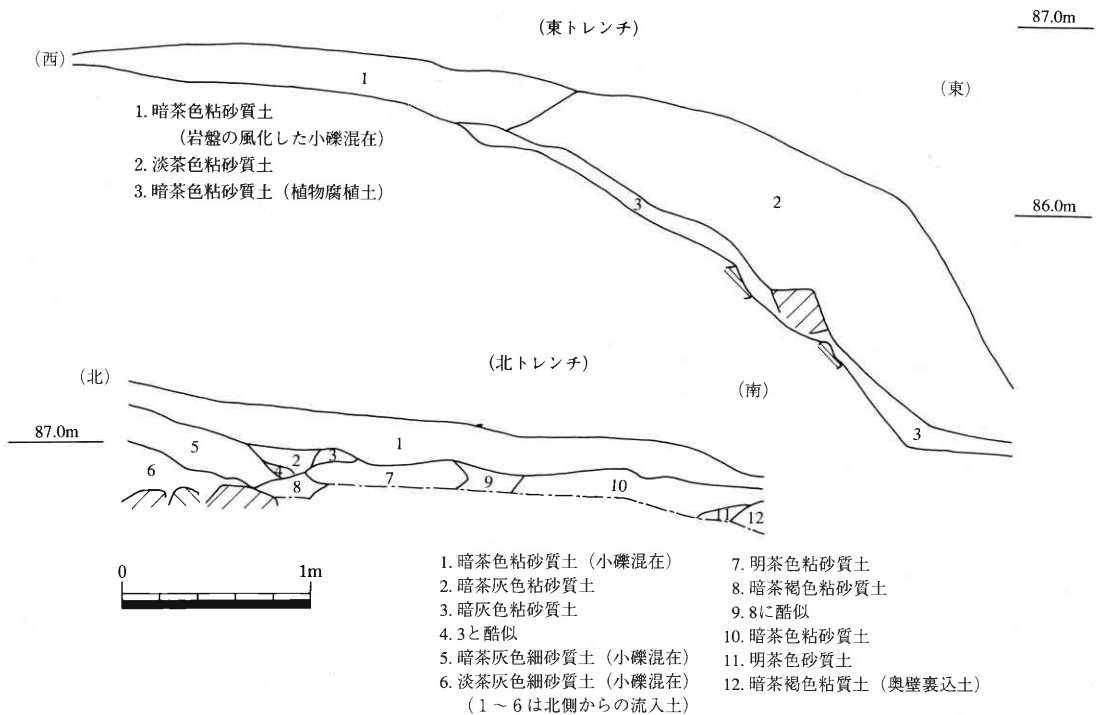 (東トレンチ)
87.0m
(西)
1
(東)
1. 暗茶色粘砂質土
(岩盤の風化した小礫混在)
2. 淡茶色粘砂質土
3. 暗茶色粘砂質土(植物腐植土)
2
3
86.0m
3
(北トレンチ)
(北)
(南)
87.0m
5
1
2
3
4
6
8
7
9
10
11
12
0
1m
1. 暗茶色粘砂質土(小礫混在)
2. 暗茶灰色粘砂質土
3. 暗灰色粘砂質土
4. 3と酷似
5. 暗茶灰色細砂質土(小礫混在)
6. 淡茶灰色細砂質土(小礫混在)
(1~6は北側からの流入土)
7. 明茶色粘砂質土
8. 暗茶褐色粘砂質土
9. 8に酷似
10. 暗茶色粘砂質土
11. 明茶色砂質土
12. 暗茶褐色粘質土(奥壁裏込土)